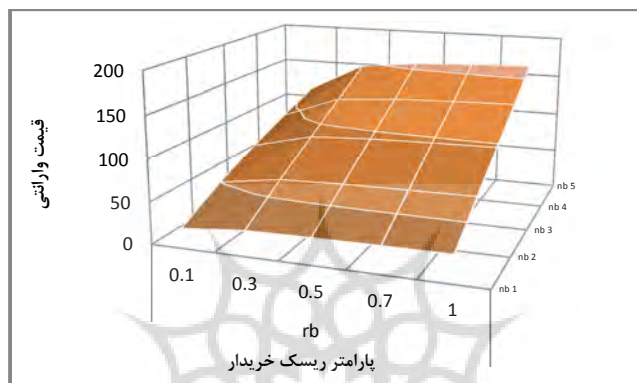 200
150
100
50
0
قیمت وارانتی
0.1
0.3
0.5
0.7
1
rb
پارامتر ریسک خریدار
nb 1
nb 2
nb 3
nb 4
nb 5